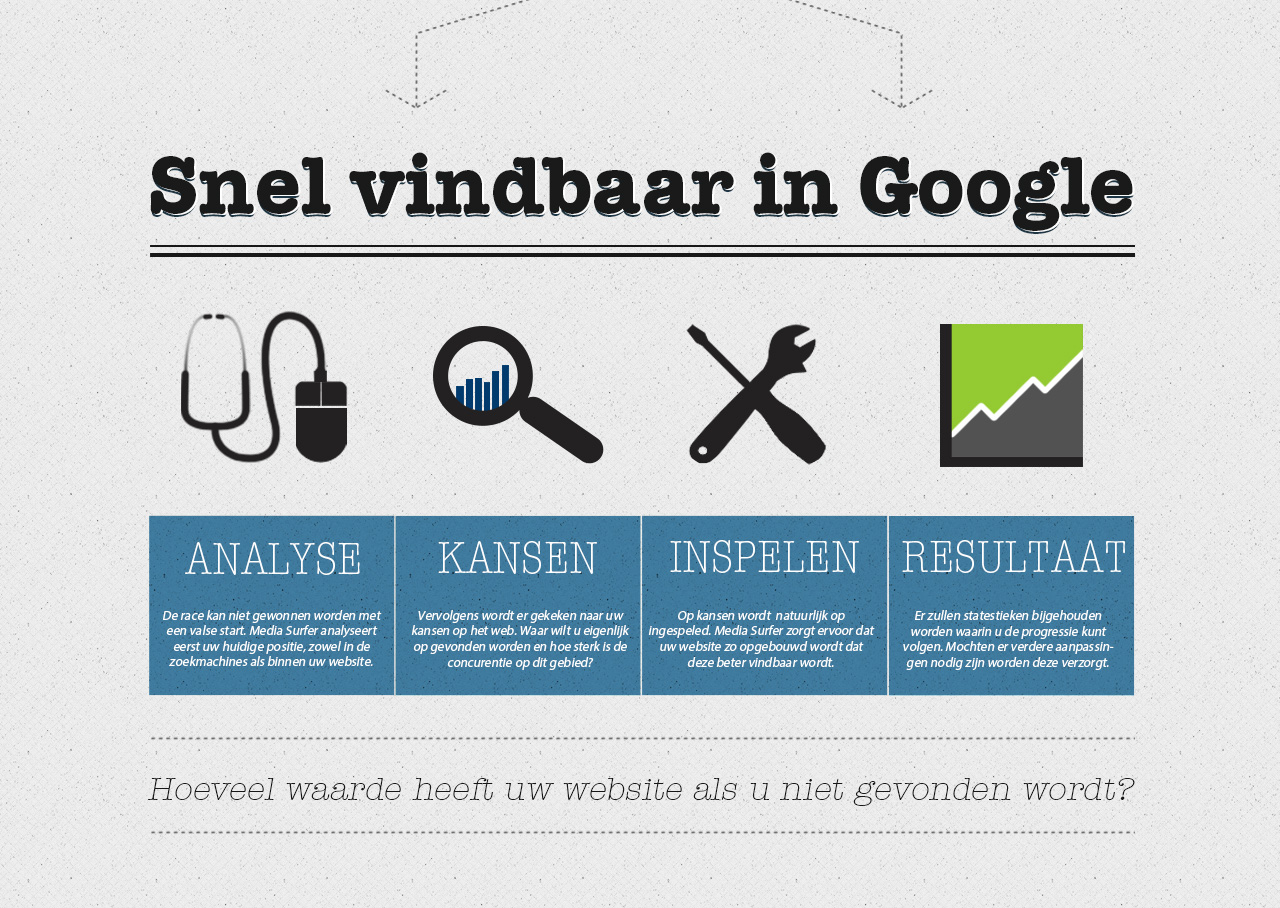 Snel vindbaar in Google
ANALYSE
De race kan niet gewonnen worden met
een valse start. Media Surfer analyseert
eerst uw huidige positie, zowel in de
zoekmachines als binnen uw website.
KANSEN
Vervolgens wordt er gekeken naar uw
kansen op het web. Waar wilt u eigenlijk
op gevonden worden en hoe sterk is de
concurentie op dit gebied?
INSPELEN
Op kansen wordt natuurlijk op
ingespeled. Media Surfer zorgt ervoor dat
uw website zo opgebouwd wordt dat
deze beter vindbaar wordt.
RESULTAAT
Er zullen statestieken bijgehouden
worden waarin u de progressie kunt
volgen. Mochten er verdere aanpassin-
gen nodig zijn worden deze verzorgt.
Hoeveel waarde heeft uw website als u niet gevonden wordt?